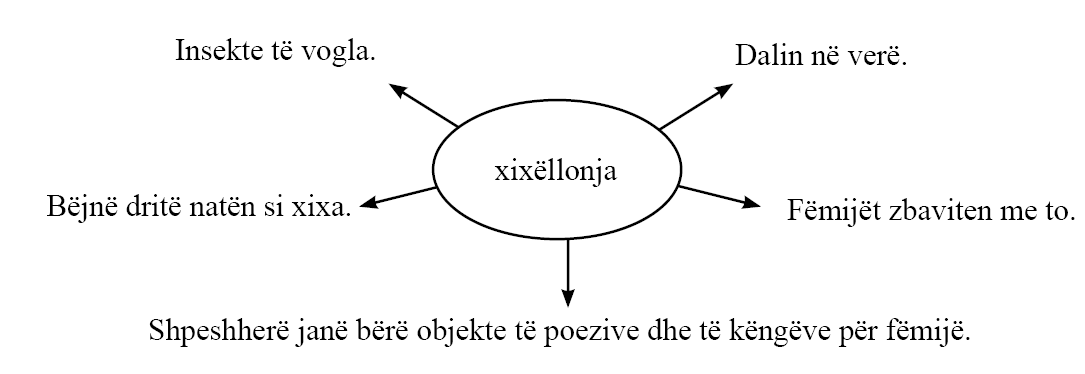 Insekte të vogla.
Dalin në verë.
xixëllonja
Bëjnë dritë natën si xixa.
Fëmijët zbaviten me to.
Shpeshherë janë bërë objekte të poezive dhe të këngëve për fëmijë.